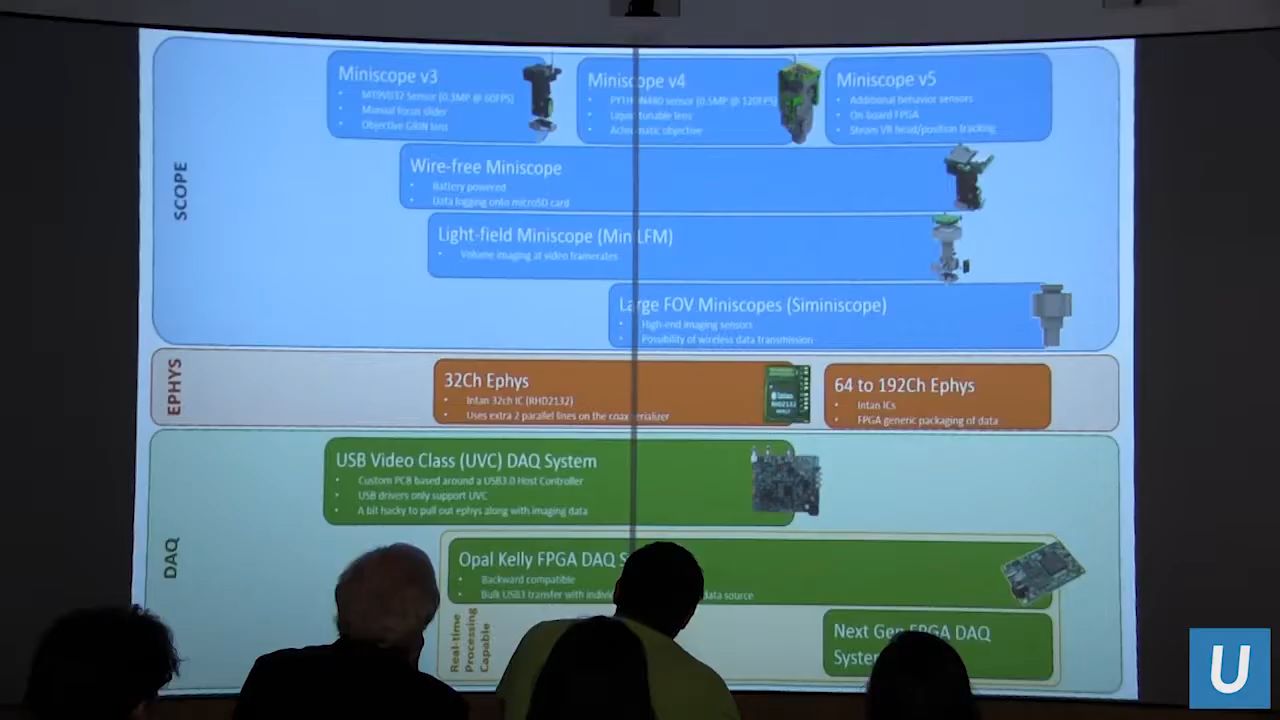 SCOPE
Miniscope v3
• MT9V032 Sensor (0.3MP @ 60FPS)
• Manual focus slider
• Objective GRIN lens
Miniscope v4
• sensor (0.5MP @ 120FPS)
• Liquid tunable lens
• Achromatic objective
Miniscope v5
• Additional behavior sensors
• On-board FPGA
• Steam VR head/position tracking
Wire-free Miniscope
• Battery powered
• Data logging onto microSD card
Light-field Miniscope (MiniLFM)
• Volume imaging at video framerates
Large FOV Miniscopes (Siminiscope)
• High-end imaging sensors
• Possibility of wireless data transmission
EPHYS
32Ch Ephys
• Intan 32ch IC (RHD2132)
• Uses extra 2 parallel lines on the coax serializer
intan
RHD2132
64 to 192Ch Ephys
• Intan ICs
• FPGA generic packaging of data
DAQ
USB Video Class (UVC) DAQ System
• Custom PCB based around a USB3.0 Host Controller
• USB drivers only support UVC
• A bit hacky to pull out ephys along with imaging data
Opal Kelly FPGA DAQ S
• Backward compatible
• Bulk USB3 transfer with data source
Real-time
Processing
Capable
Next Gen FPGA DAQ
System
U